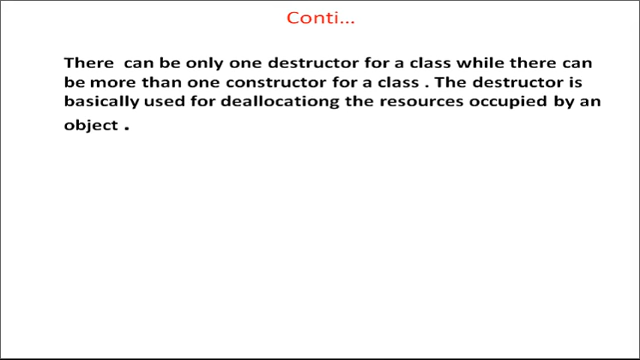 Conti...
There  can be only one destructor for a class while there can
be more than one constructor for a class . The destructor is
basically used for deallocationg the resources occupied by an
object .